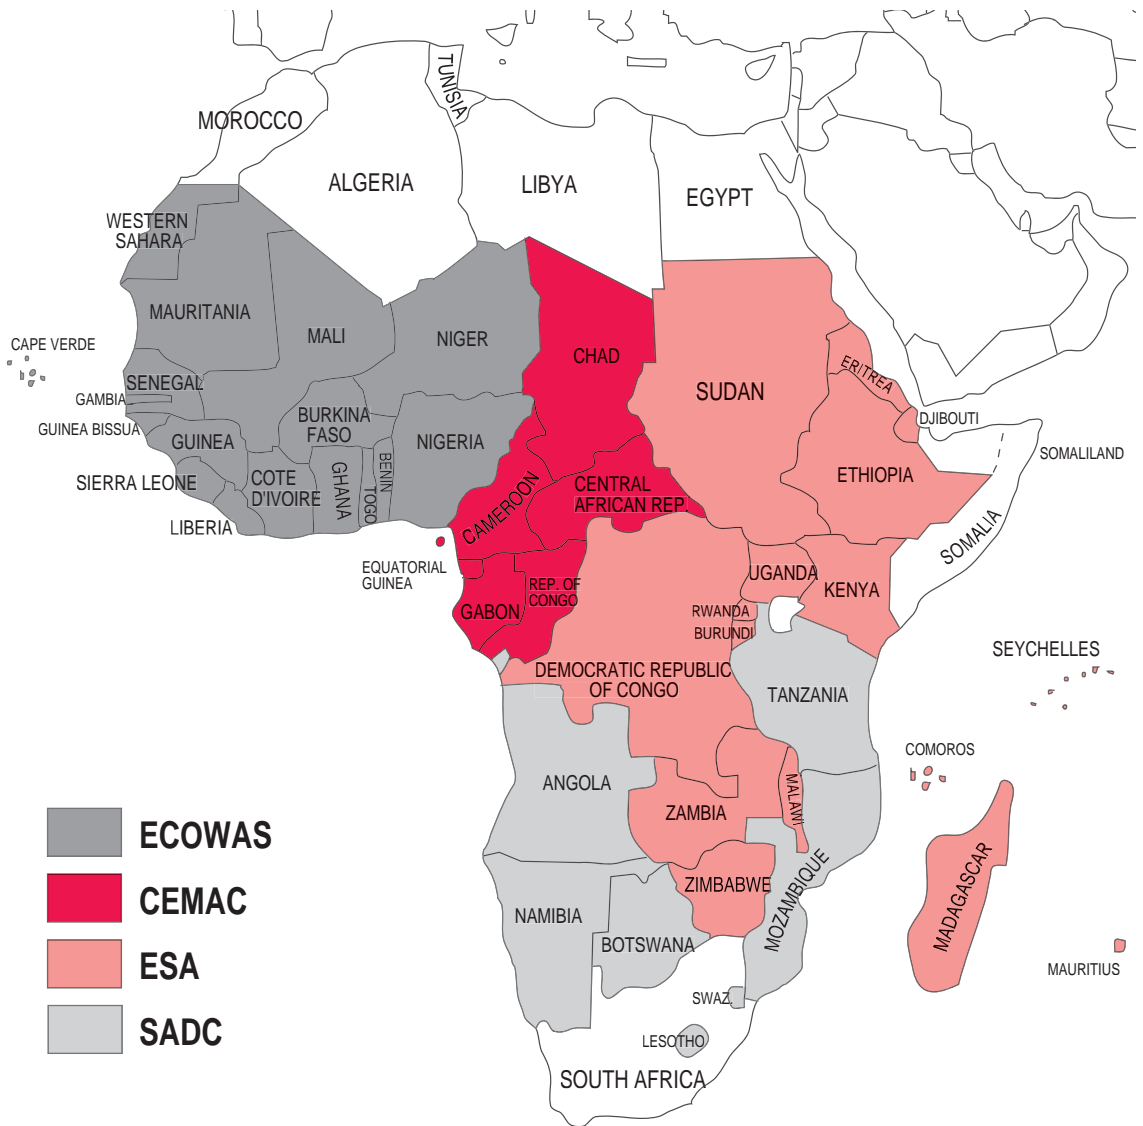 TUNISIA
MOROCCO
ALGERIA
LIBYA
EGYPT
WESTERN
SAHARA
MAURITANIA
MALI
NIGER
CHAD
SUDAN
ERITREA
CAPE VERDE
SENEGAL
GAMBIA
GUINEA BISSUA
GUINEA
BURKINA
FASO
NIGERIA
BENIN
DJIBOUTI
SOMALILAND
ETHIOPIA
SIERRA LEONE
COTE
D'IVOIRE
GHANA
TOGO
LIBERIA
CAMEROON
CENTRAL
AFRICAN REP.
SOMALIA
EQUATORIAL
GUINEA
GABON
REP. OF
CONGO
UGANDA
KENYA
RWANDA
BURUNDI
SEYCHELLES
DEMOCRATIC REPUBLIC
OF CONGO
TANZANIA
COMOROS
ANGOLA
ZAMBIA
MALAWI
ZIMBABWE
MOZAMBIQUE
MADAGASCAR
NAMIBIA
BOTSWANA
MAURITIUS
SWAZ.
LESOTHO
SOUTH AFRICA
ECOWAS
CEMAC
ESA
SADC